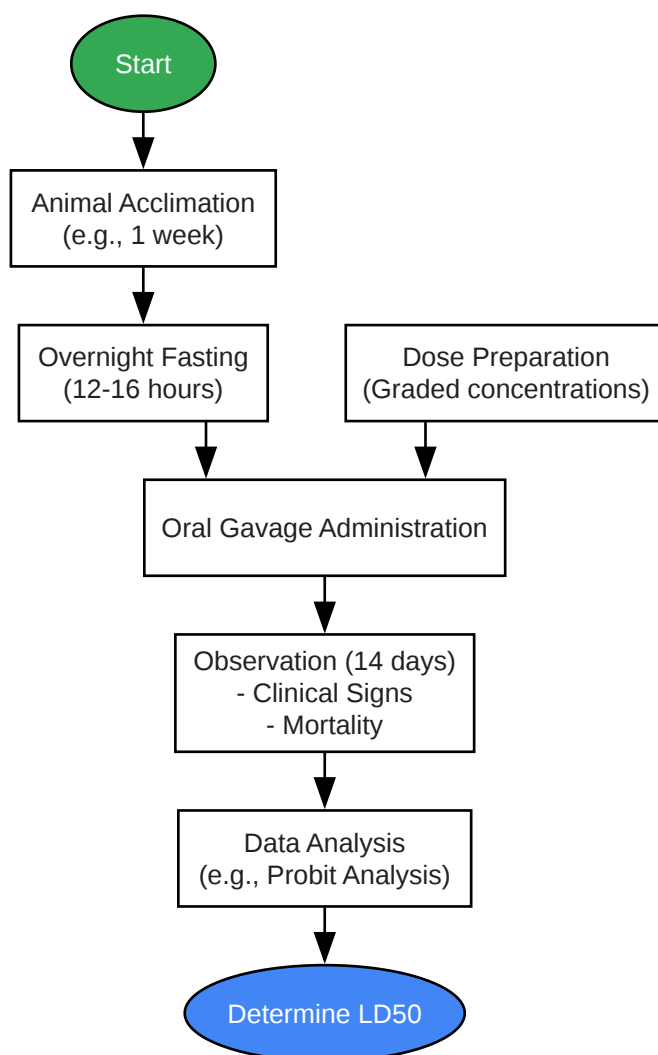 Start
Animal Acclimation
(e.g., 1 week)
Overnight Fasting
(12-16 hours)
Dose Preparation
(Graded concentrations)
Oral Gavage Administration
Observation (14 days)
- Clinical Signs
- Mortality
Data Analysis
(e.g., Probit Analysis)
Determine LD50